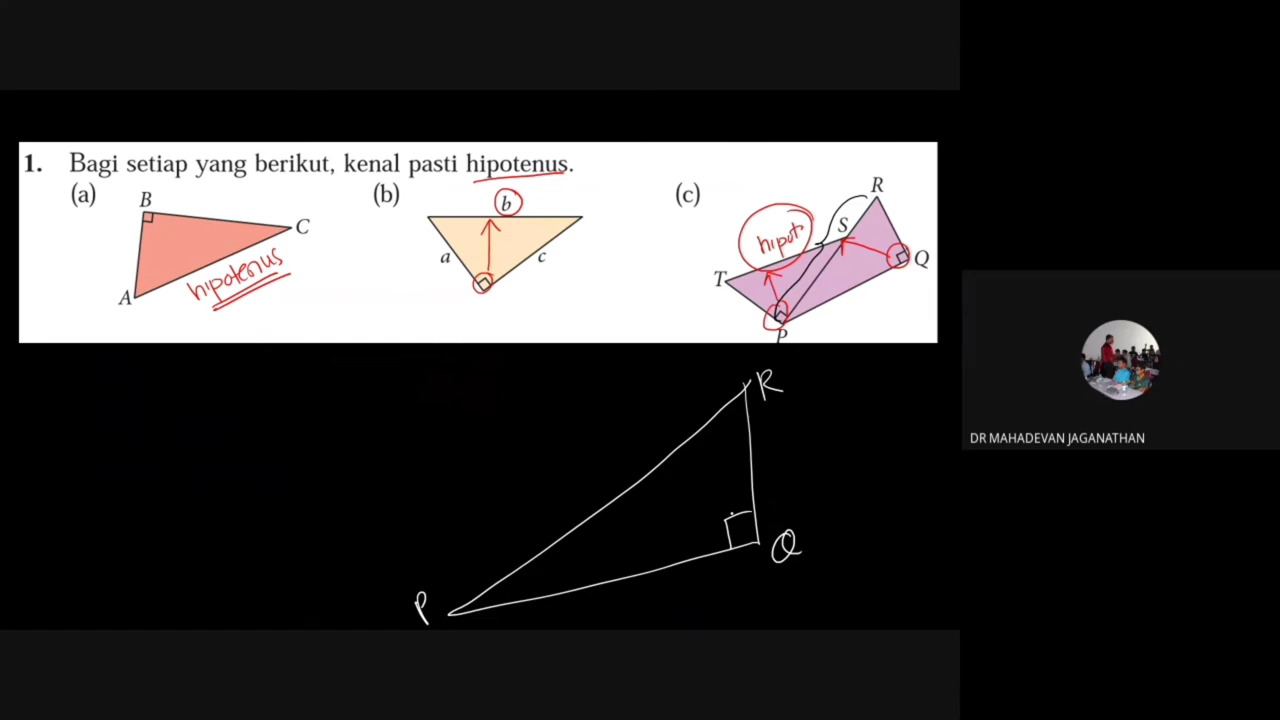 1. Bagi setiap yang berikut, kenal pasti hipotenus.
(a) (b) (c)
B
C
A
hipotenus
b
a
c
R
S
hipot
T
Q
P
R
Q
P
DR MAHADEVAN JAGANATHAN